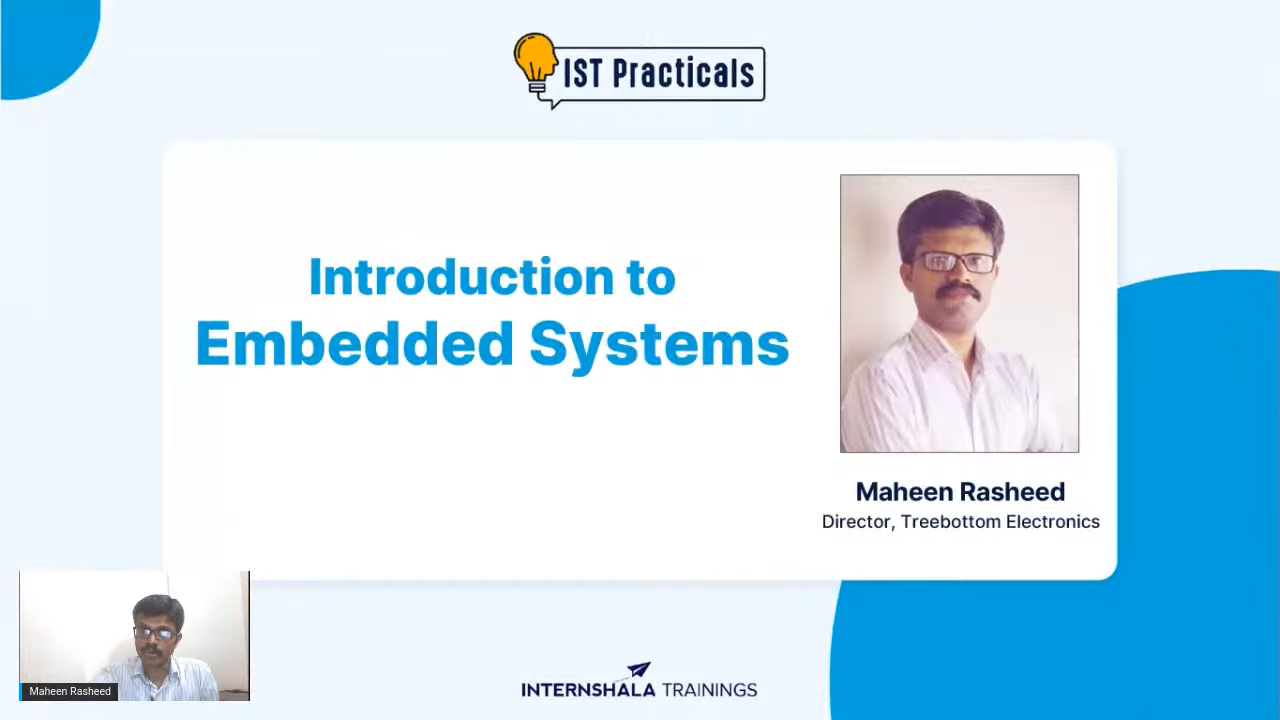 IST Practicals
Introduction to
Embedded Systems
Maheen Rasheed
Director, Treebottom Electronics
Maheen Rasheed
INTERNSHALA TRAININGS